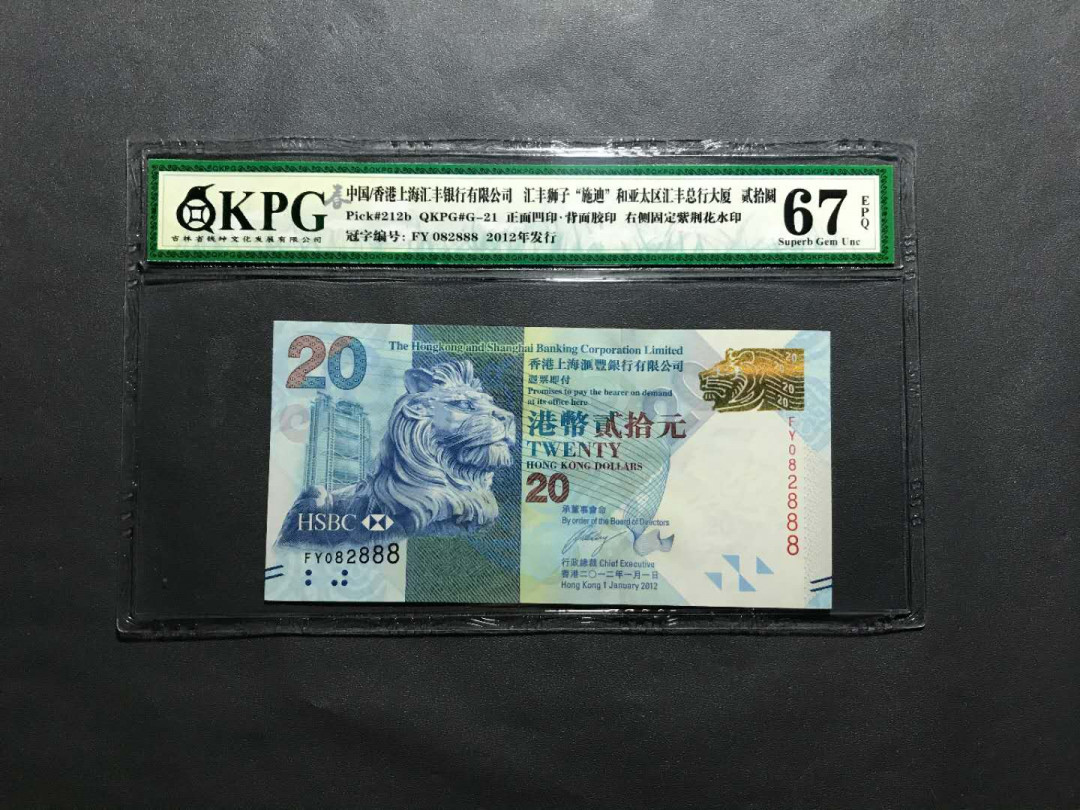 QKPG
吉林省钱坤文化发展有限公司
春
中国/香港上海汇丰银行有限公司 汇丰狮子“施迪”和亚太区汇丰总行大厦 贰拾圆
Pick#212b QKPG#G-21 正面凹印·背面胶印 右侧固定紫荆花水印
冠字编号: FY 082888 2012年发行
67
EPQ
Superb Gem Unc
20
The Hongkong and Shanghai Banking Corporation Limited
香港上海滙豐銀行有限公司
憑票即付
Promises to pay the bearer on demand
at its office here
港幣貳拾元
TWENTY
HONG KONG DOLLARS
20
承董事會命
By order of the Board of Directors
行政總裁 Chief Executive
香港二〇一二年一月一日
Hong Kong 1 January 2012
HSBC
FY082888
20
20
20
20
FY082888